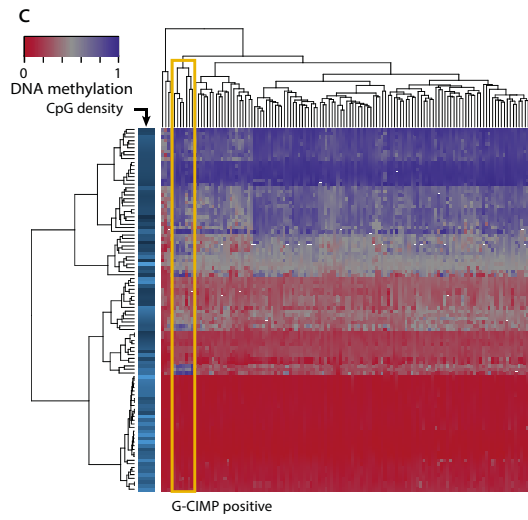 C
0 1
DNA methylation
CpG density
G-CIMP positive